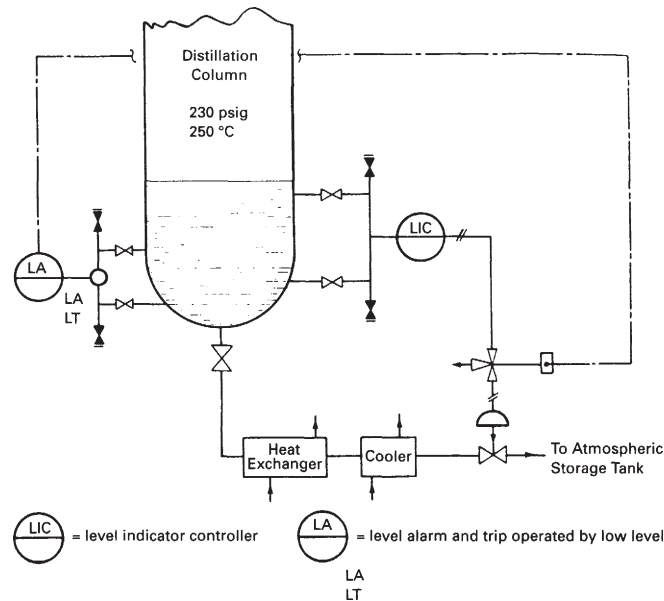 Distillation
Column
230 psig
250 °C
LIC
LA
LA
LT
Heat
Exchanger
Cooler
To Atmospheric
Storage Tank
LIC = level indicator controller
LA = level alarm and trip operated by low level
LA
LT